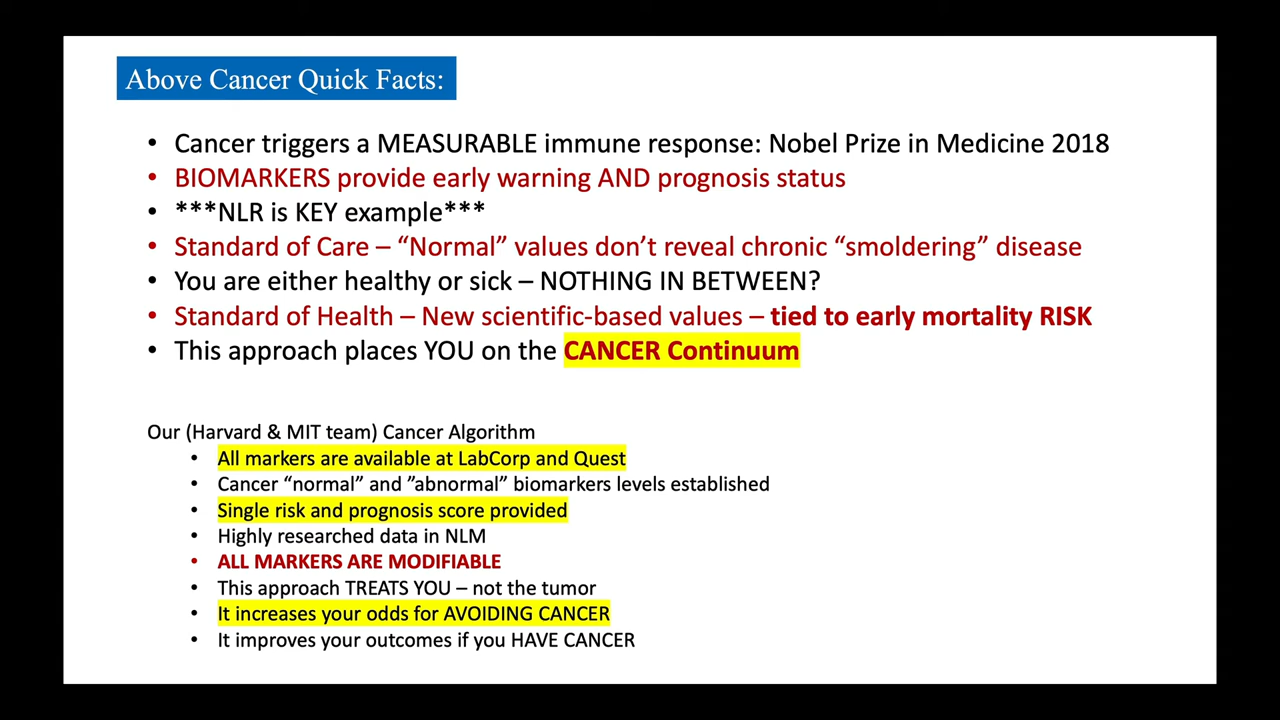 Above Cancer Quick Facts:
• Cancer triggers a MEASURABLE immune response: Nobel Prize in Medicine 2018
• BIOMARKERS provide early warning AND prognosis status
• ***NLR is KEY example***
• Standard of Care – “Normal” values don’t reveal chronic “smoldering” disease
• You are either healthy or sick – NOTHING IN BETWEEN?
• Standard of Health – New scientific-based values – tied to early mortality RISK
• This approach places YOU on the CANCER Continuum
Our (Harvard & MIT team) Cancer Algorithm
• All markers are available at LabCorp and Quest
• Cancer “normal” and ”abnormal” biomarkers levels established
• Single risk and prognosis score provided
• Highly researched data in NLM
• ALL MARKERS ARE MODIFIABLE
• This approach TREATS YOU – not the tumor
• It increases your odds for AVOIDING CANCER
• It improves your outcomes if you HAVE CANCER